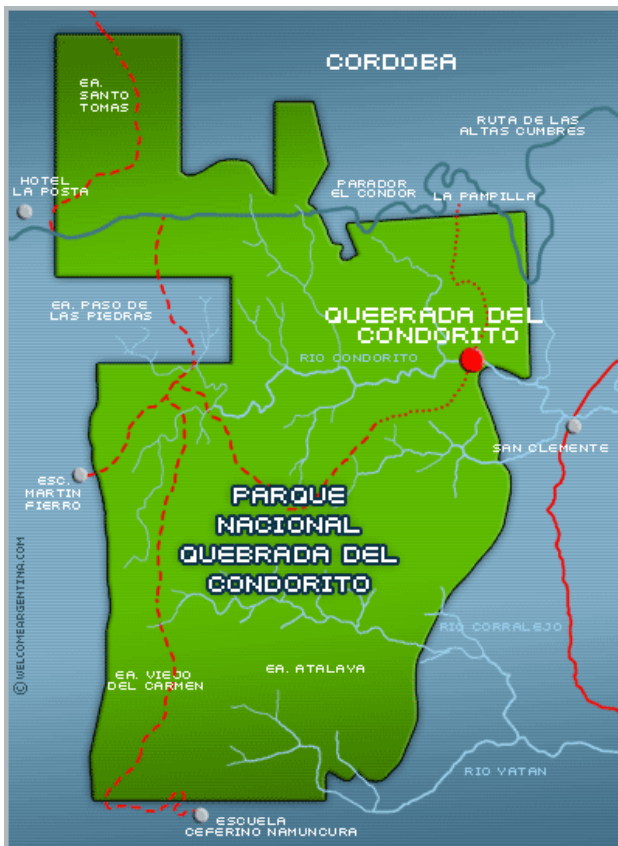 CORDOBA
EA.
SANTO
TOMAS
RUTA DE LAS
ALTAS CUMBRES
HOTEL
LA POSTA
PARADOR
EL CONDOR
LA PAMPILLA
EA. PASO DE
LAS PIEDRAS
QUEBRADA DEL
CONDORITO
RIO CONDORITO
SAN CLEMENTE
ESC.
MARTIN
FIERRO
PARQUE
NACIONAL
QUEBRADA DEL
CONDORITO
© WELCOMEARGENTINA.COM
RIO CORRALEJO
EA. VIEJO
DEL CARMEN
EA. ATALAYA
RIO YATAN
ESCUELA
CEFERINO NAMUNCURA